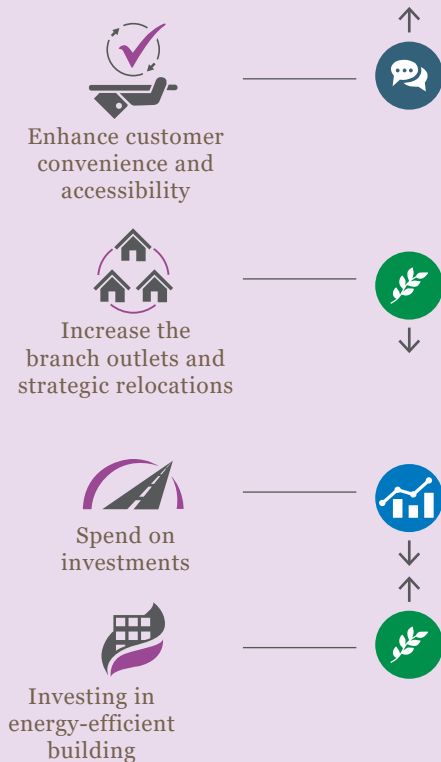 Enhance customer
convenience and
accessibility
Increase the
branch outlets and
strategic relocations
Spend on
investments
Investing in
energy-efficient
building